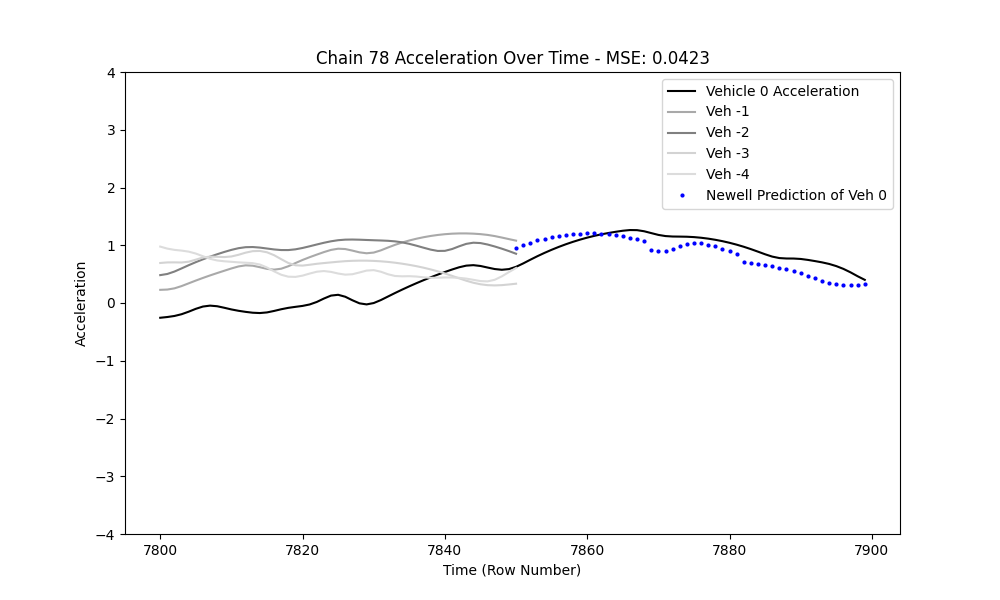 Chain 78 Acceleration Over Time - MSE: 0.0423
Vehicle 0 Acceleration
Veh -1
Veh -2
Veh -3
Veh -4
Newell Prediction of Veh 0
Acceleration
4
3
2
1
0
−1
−2
−3
−4
7800
7820
7840
7860
7880
7900
Time (Row Number)